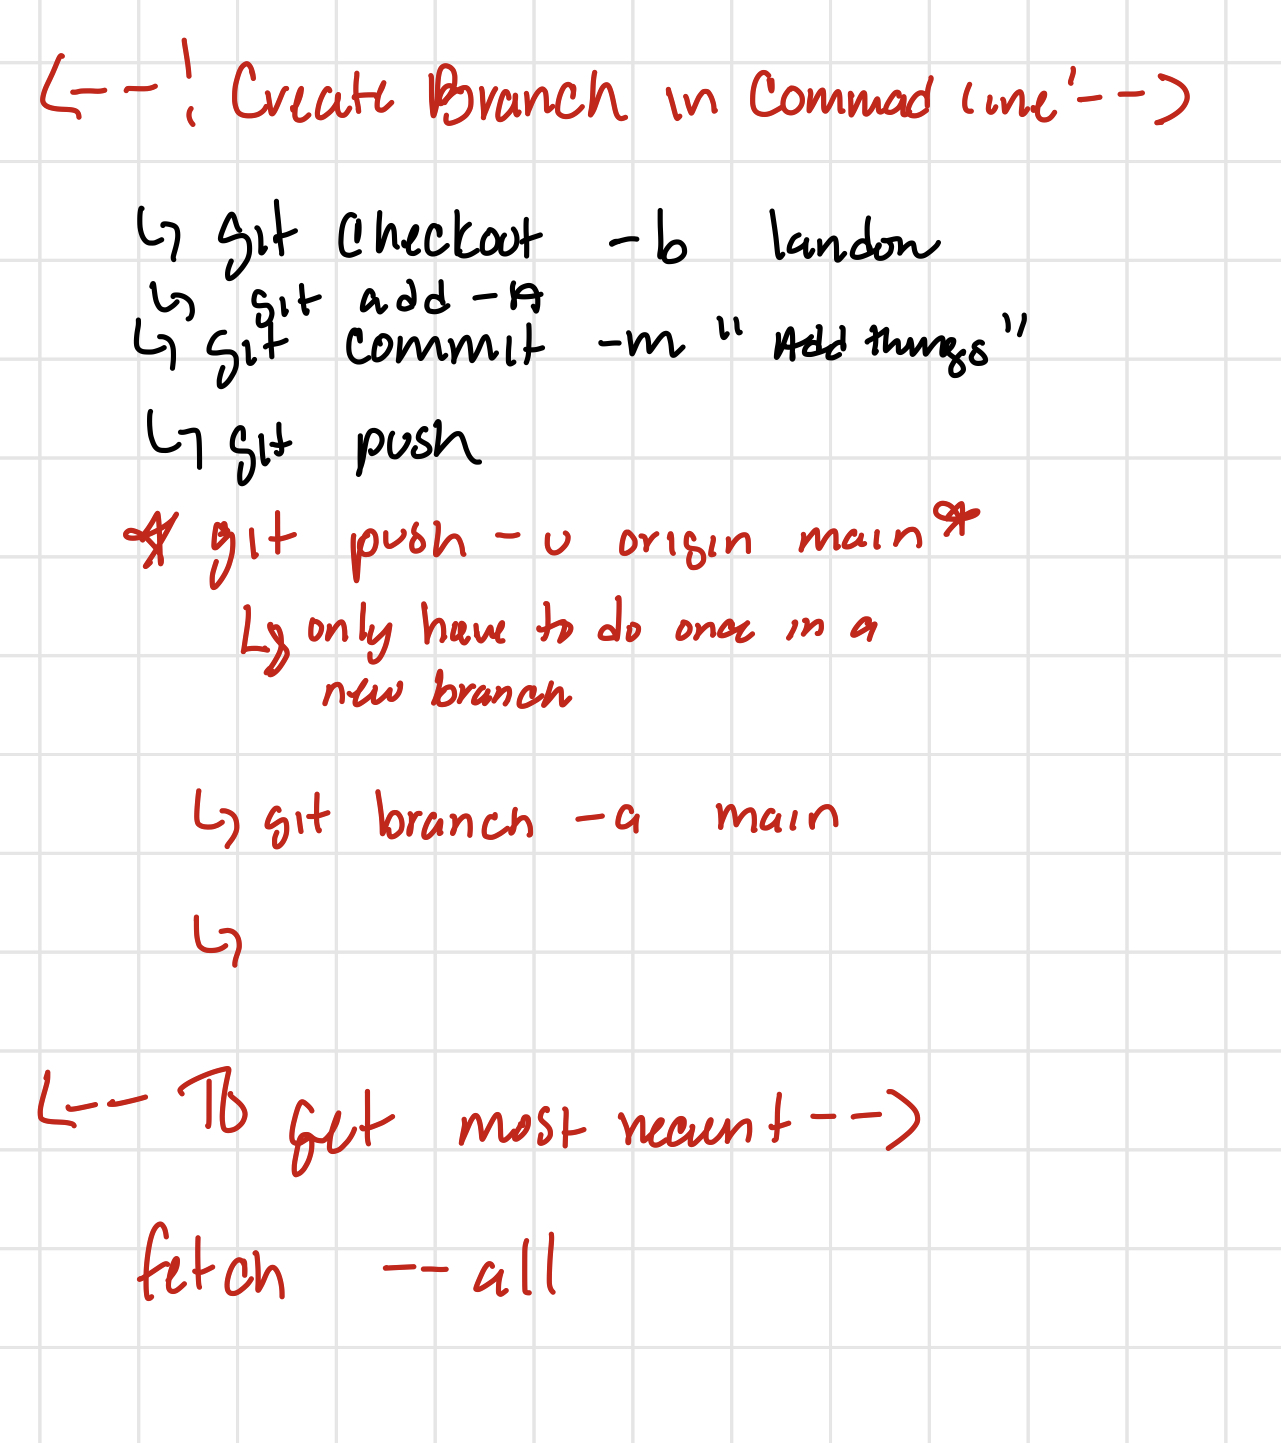 <--! Create Branch in Commad line'-->
↳ git checkout -b landon
↳ git add -A
↳ git commit -m "Add things"
↳ git push
* git push -u origin main*
↳ only have to do once in a
new branch
↳ git branch -a main
↳
<-- To get most recent -->
fetch --all